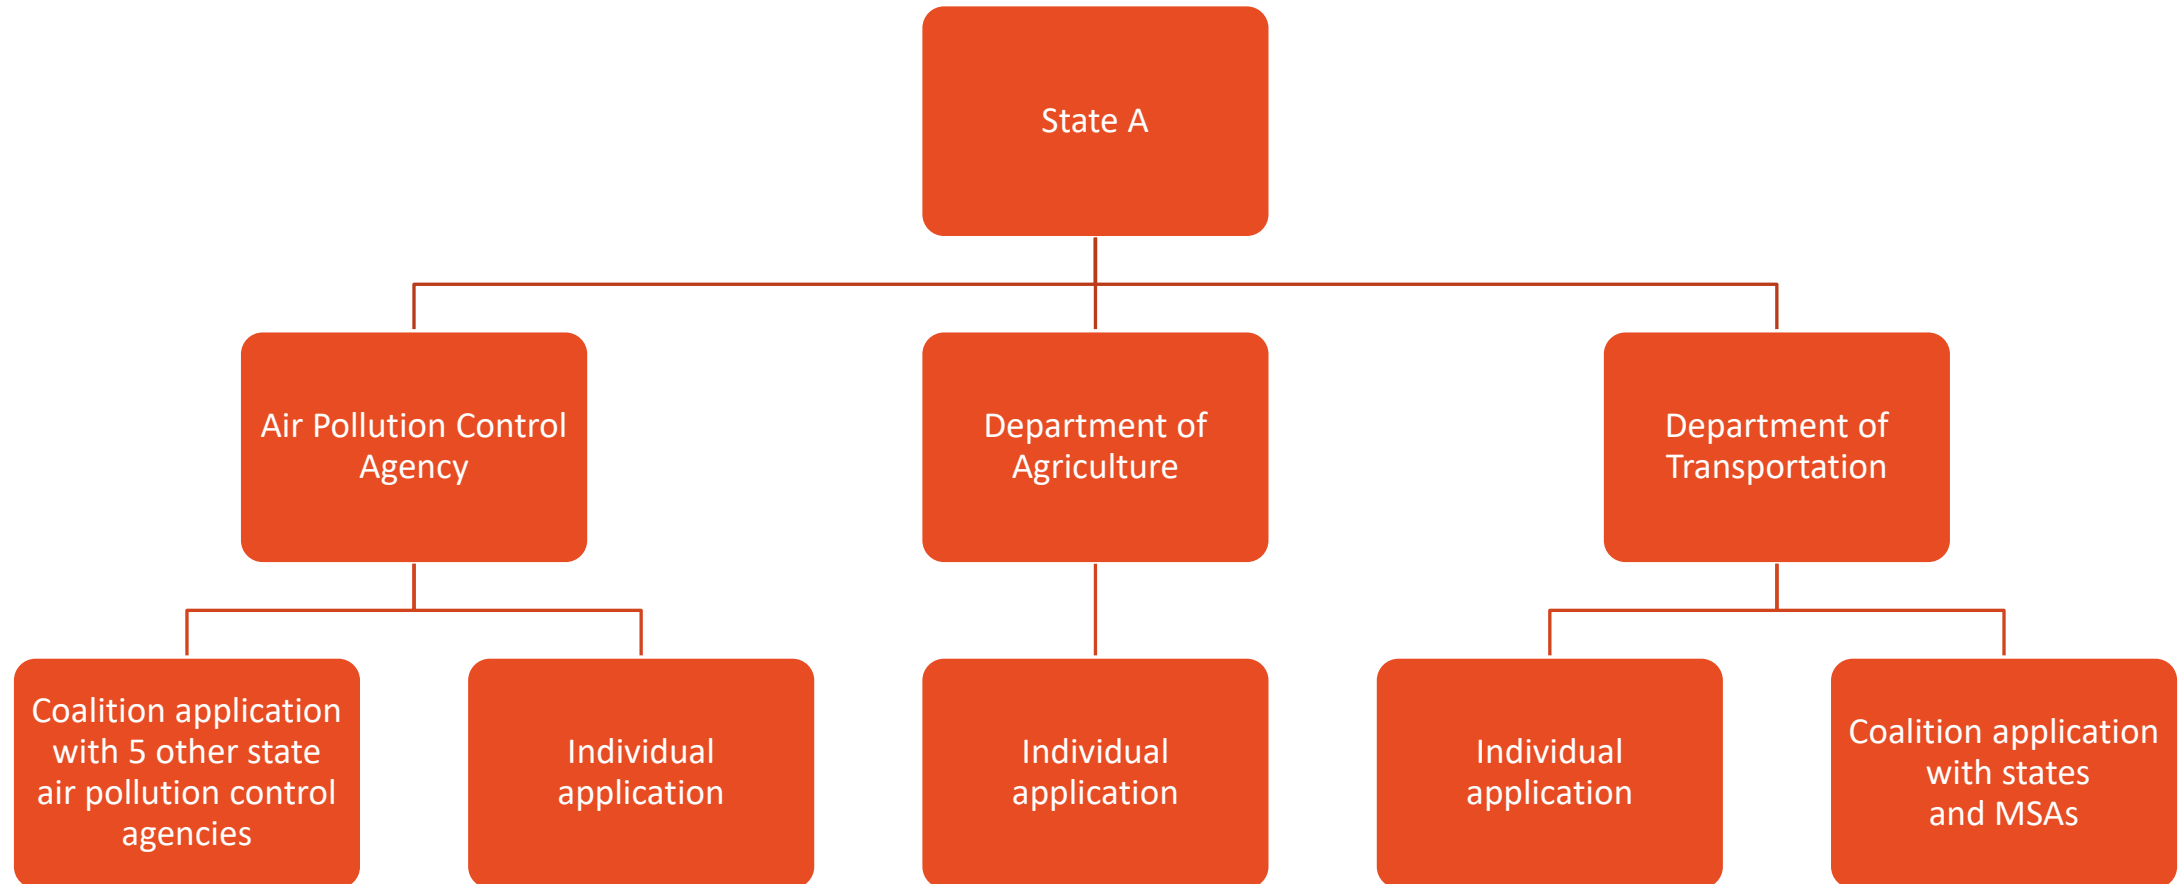 State A
Air Pollution Control
Agency
Department of
Agriculture
Department of
Transportation
Coalition application
with 5 other state
air pollution control
agencies
Individual
application
Individual
application
Individual
application
Coalition application
with states
and MSAs